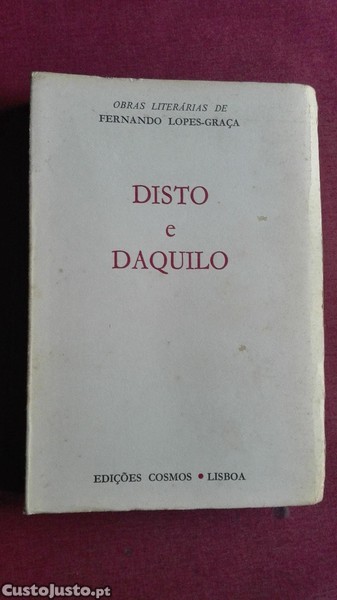 OBRAS LITERÁRIAS DE
FERNANDO LOPES-GRAÇA
DISTO
e
DAQUILO
EDIÇÕES COSMOS • LISBOA
CustoJusto.pt